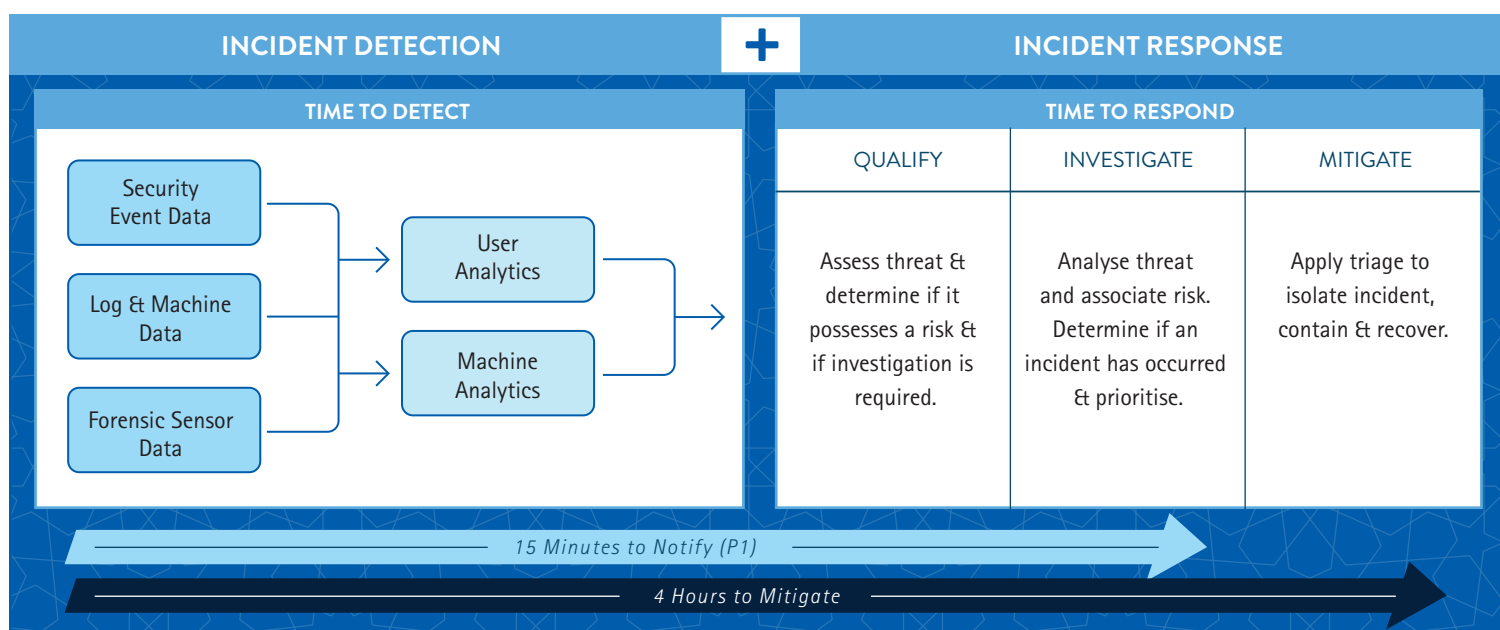 INCIDENT DETECTION
+
INCIDENT RESPONSE
TIME TO DETECT
Security
Event Data
Log & Machine
Data
Forensic Sensor
Data
User
Analytics
Machine
Analytics
TIME TO RESPOND
QUALIFY
Assess threat &
determine if it
possesses a risk &
if investigation is
required.
INVESTIGATE
Analyse threat
and associate risk.
Determine if an
incident has occurred
& prioritise.
MITIGATE
Apply triage to
isolate incident,
contain & recover.
15 Minutes to Notify (P1)
4 Hours to Mitigate